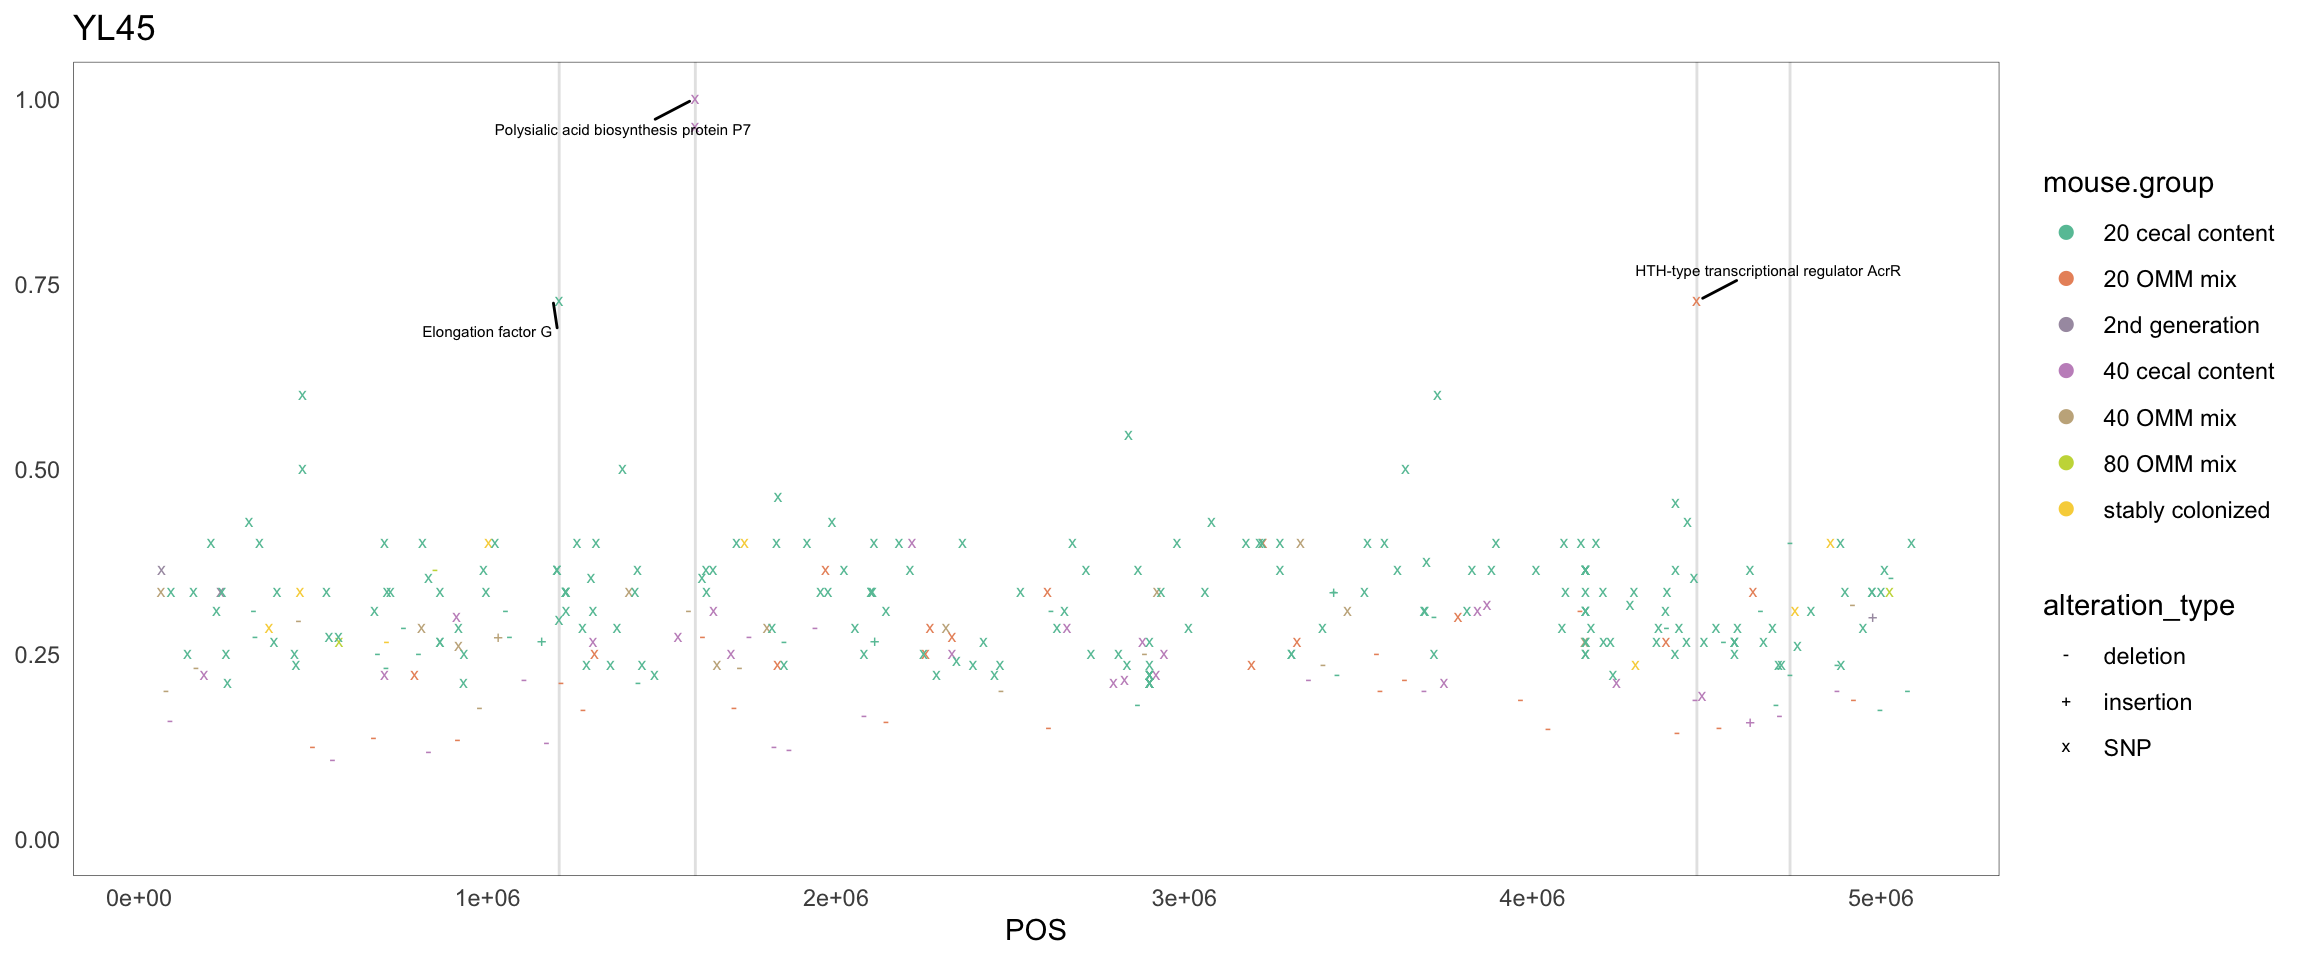 YL45
1.00
Polysialic acid biosynthesis protein P7
0.75
HTH-type transcriptional regulator AcrR
Elongation factor G
0.50
0.25
0.00
0e+00 1e+06 2e+06 3e+06 4e+06 5e+06
POS
mouse.group
20 cecal content
20 OMM mix
2nd generation
40 cecal content
40 OMM mix
80 OMM mix
stably colonized
alteration_type
- deletion
+ insertion
x SNP